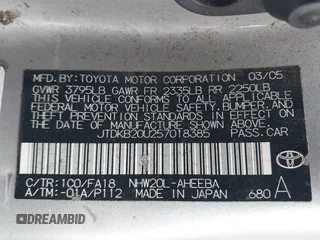 MFD.BY:TOYOTA MOTOR CORPORATION 03/05
GVWR 3795LB GAWR FR 2335LB RR 2250LB
THIS VEHICLE CONFORMS TO ALL APPLICABLE
FEDERAL MOTOR VEHICLE SAFETY, BUMPER, AND
THEFT PREVENTION STANDARDS IN EFFECT ON
THE DATE OF MANUFACTURE SHOWN ABOVE.
JTDKB20U257018385 PASS.CAR
C/TR:1C0/FA18 NHW20L-AHEEBA
A/TM:-01A/P112 MADE IN JAPAN 680 A
TOYOTA
DREAMBID.COM